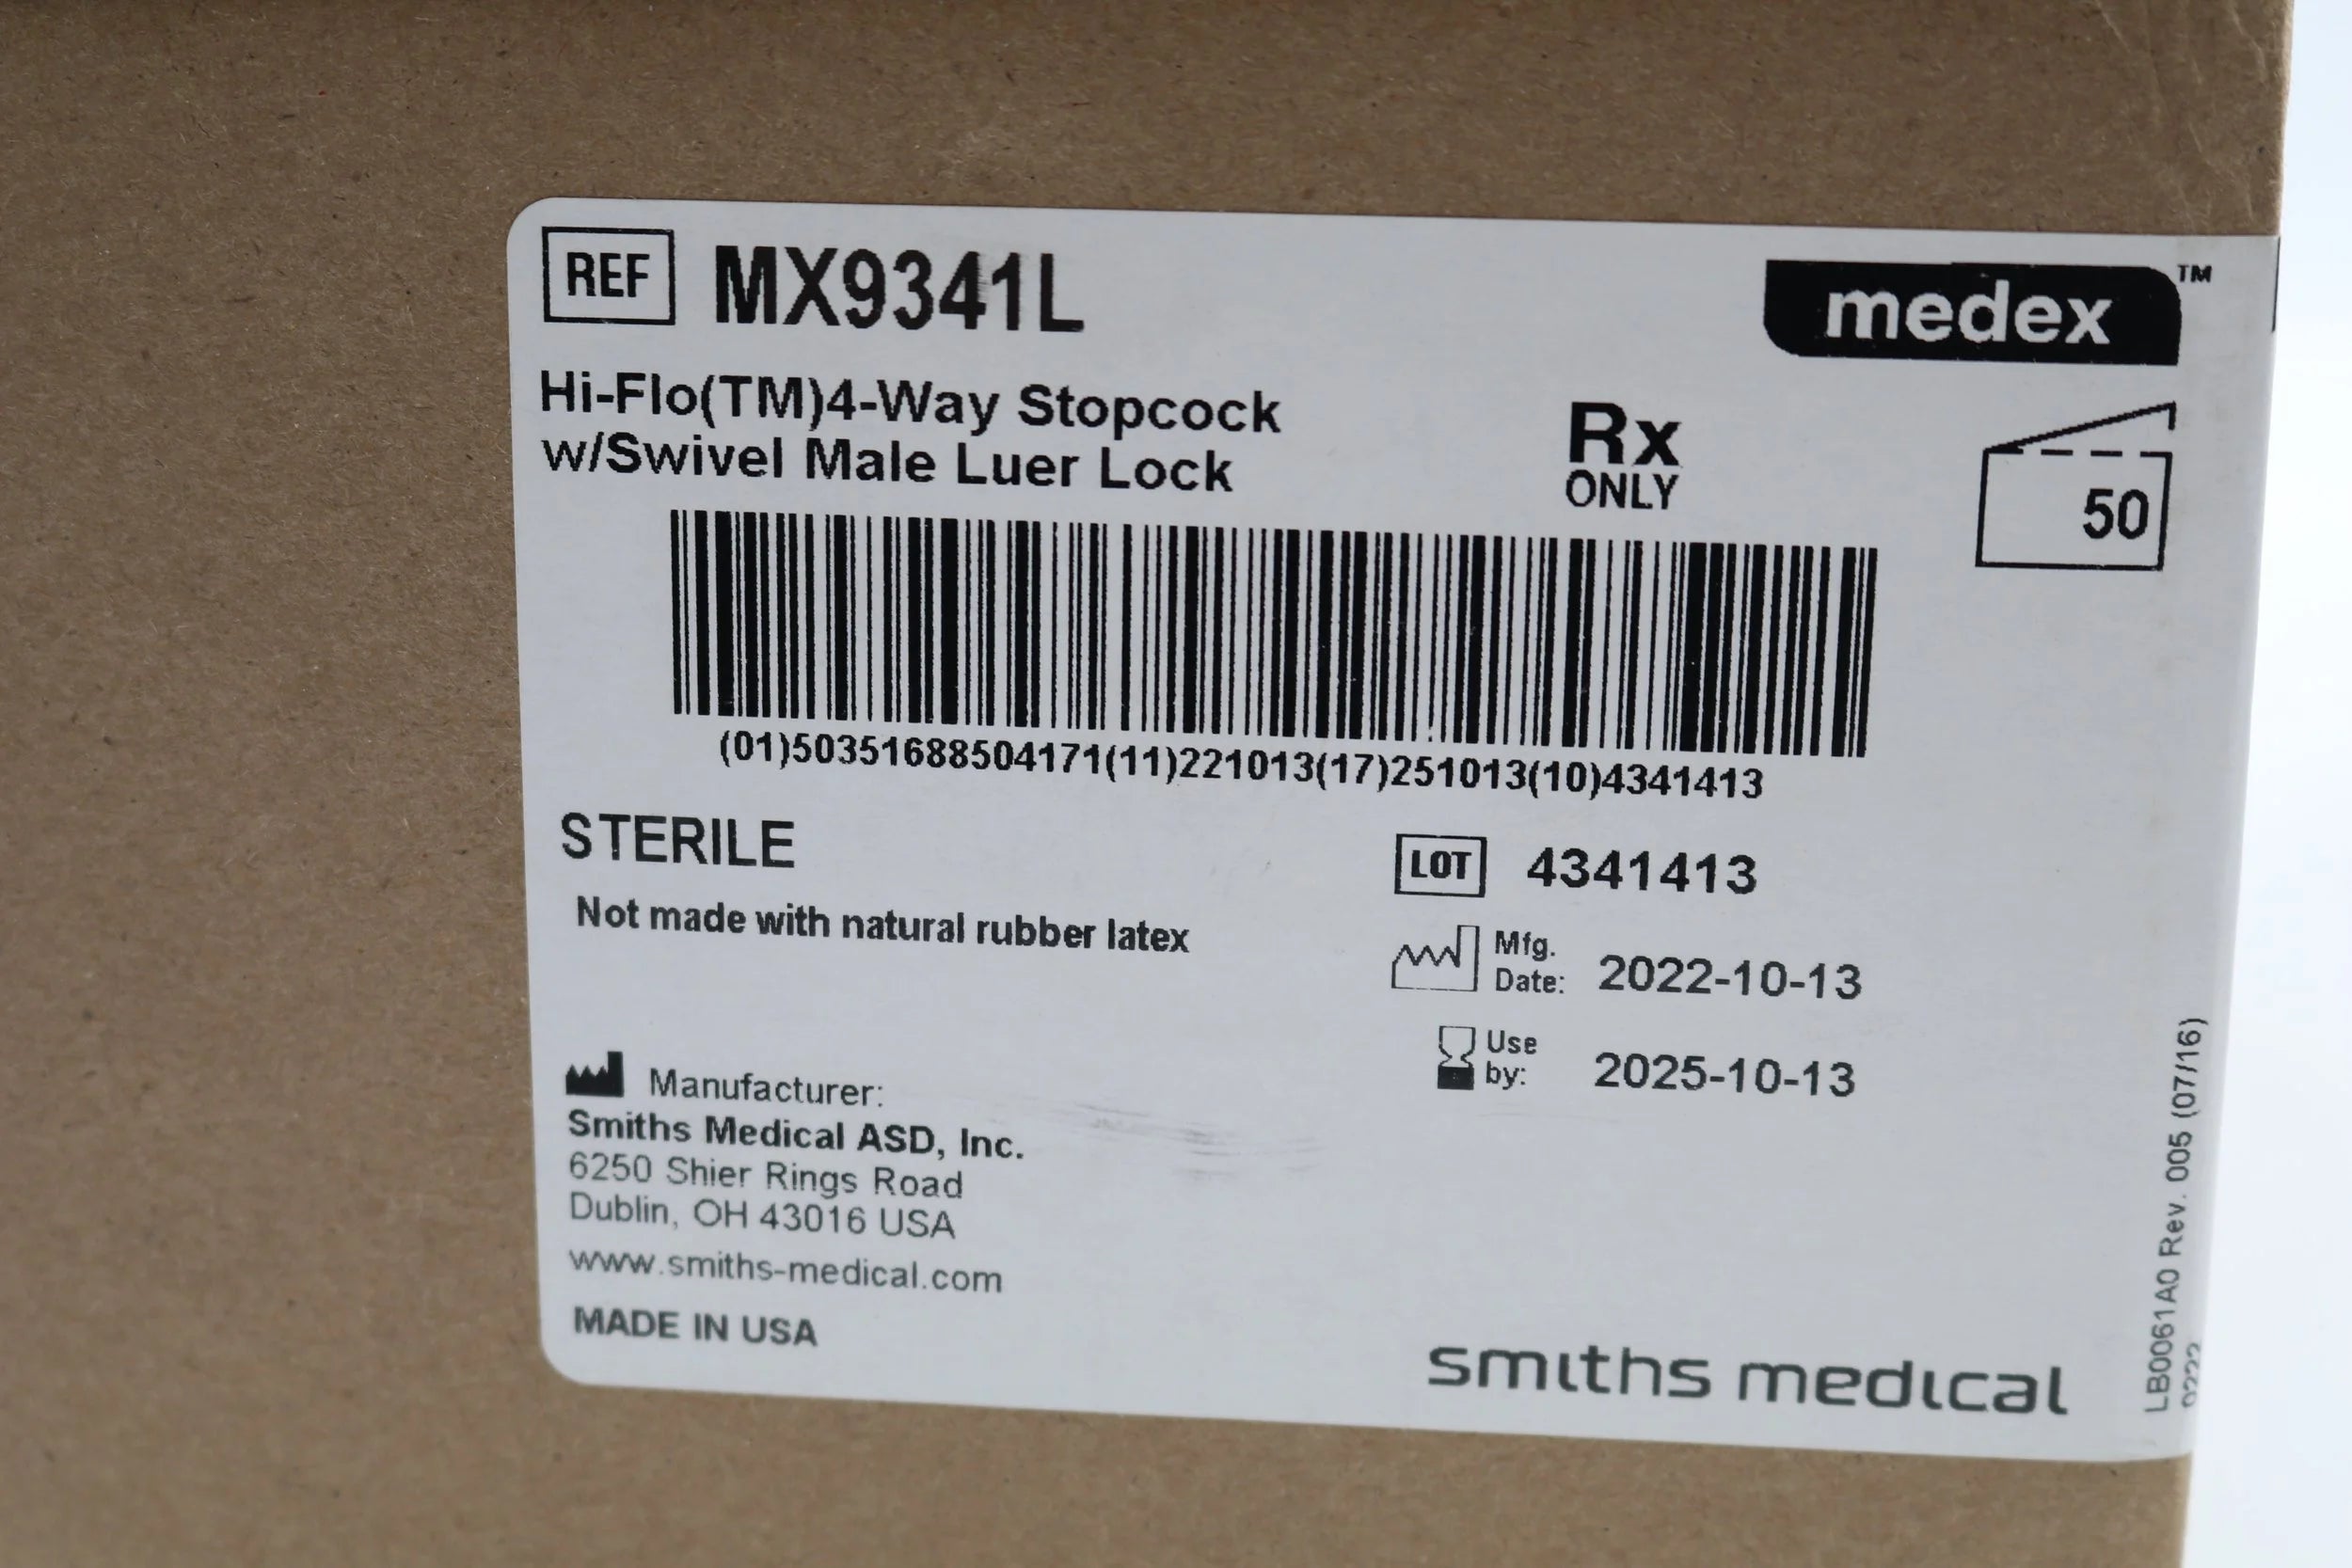 REF MX9341L
medex™
Hi-Flo(TM)4-Way Stopcock
w/Swivel Male Luer Lock
Rx
ONLY
50
(01)50351688504171(11)221013(17)251013(10)4341413
STERILE
Not made with natural rubber latex
LOT 4341413
Mfg.
Date: 2022-10-13
Use
by: 2025-10-13
Manufacturer:
Smiths Medical ASD, Inc.
6250 Shier Rings Road
Dublin, OH 43016 USA
www.smiths-medical.com
MADE IN USA
smiths medical
LB0061A0 Rev. 005 (07/16)
0222